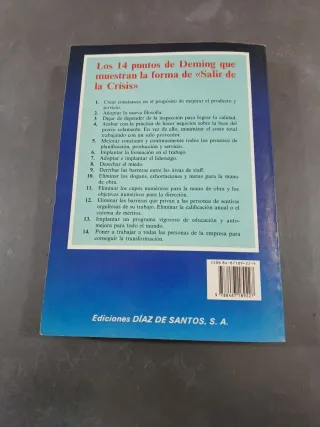 Los 14 puntos de Deming que
muestran la forma de «Salir de
la Crisis»
1. Crear constancia en el propósito de mejorar el producto y
servicio.
2. Adoptar la nueva filosofía.
3. Dejar de depender de la inspección para lograr la calidad.
4. Acabar con la práctica de hacer negocios sobre la base del
precio solamente. En vez de ello, minimizar el coste total
trabajando con un solo proveedor.
5. Mejorar constante y continuamente todos los procesos de
planificación, producción y servicio.
6. Implantar la formación en el trabajo.
7. Adoptar e implantar el liderazgo.
8. Desechar el miedo.
9. Derribar las barreras entre las áreas de staff.
10. Eliminar los slogans, exhortaciones y metas para la mano
de obra.
11. Eliminar los cupos numéricos para la mano de obra y los
objetivos numéricos para la dirección.
12. Eliminar las barreras que privan a las personas de sentirse
orgullosas de su trabajo. Eliminar la calificación anual o el
sistema de méritos.
13. Implantar un programa vigoroso de educación y auto-
mejora para todo el mundo.
14. Poner a trabajar a todas las personas de la empresa para
conseguir la transformación.
Ediciones DÍAZ DE SANTOS, S. A.